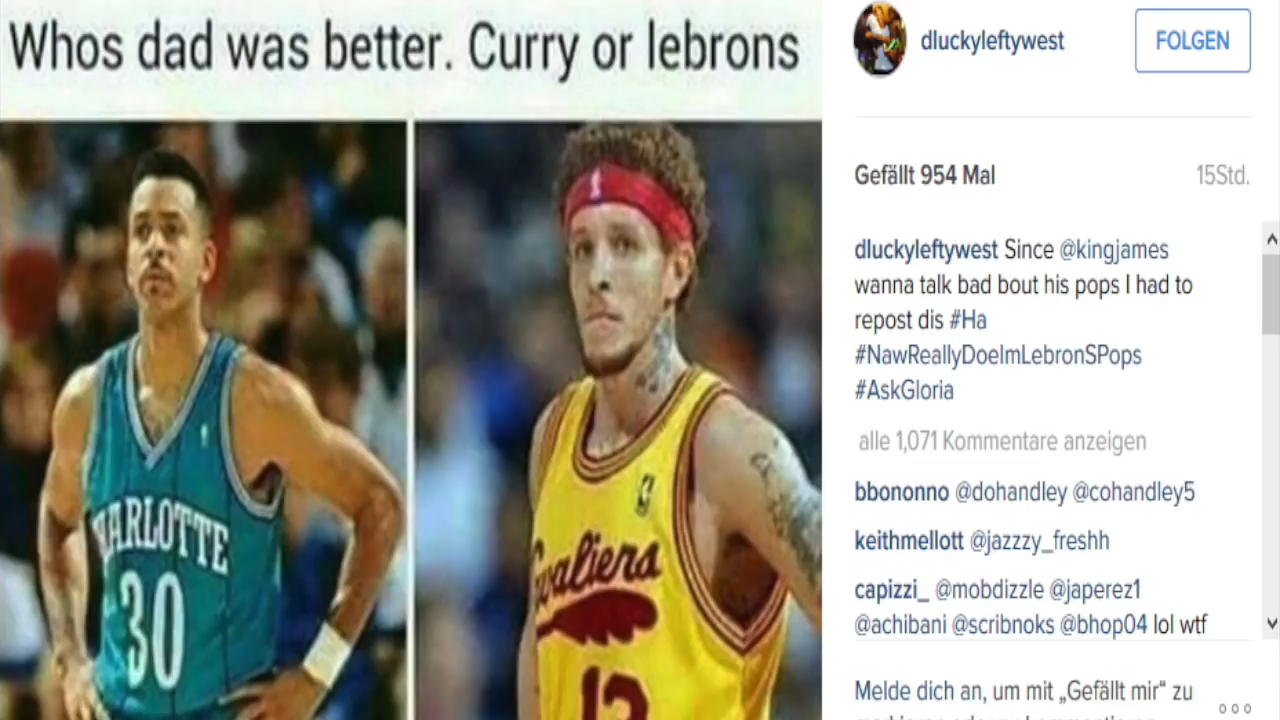 Whos dad was better. Curry or lebrons
CHARLOTTE
30
Cavaliers
13
dluckyleftywest
FOLGEN
Gefällt 954 Mal
15Std.
dluckyleftywest Since @kingjames
wanna talk bad bout his pops I had to
repost dis #Ha
#NawReallyDoeImLebronSPops
#AskGloria
alle 1,071 Kommentare anzeigen
bbononno @dohandley @cohandley5
keithmellott @jazzzy_freshh
capizzi_ @mobdizzle @japerez1
@achibani @scribnoks @bhop04 lol wtf
Melde dich an, um mit „Gefällt mir“ zu